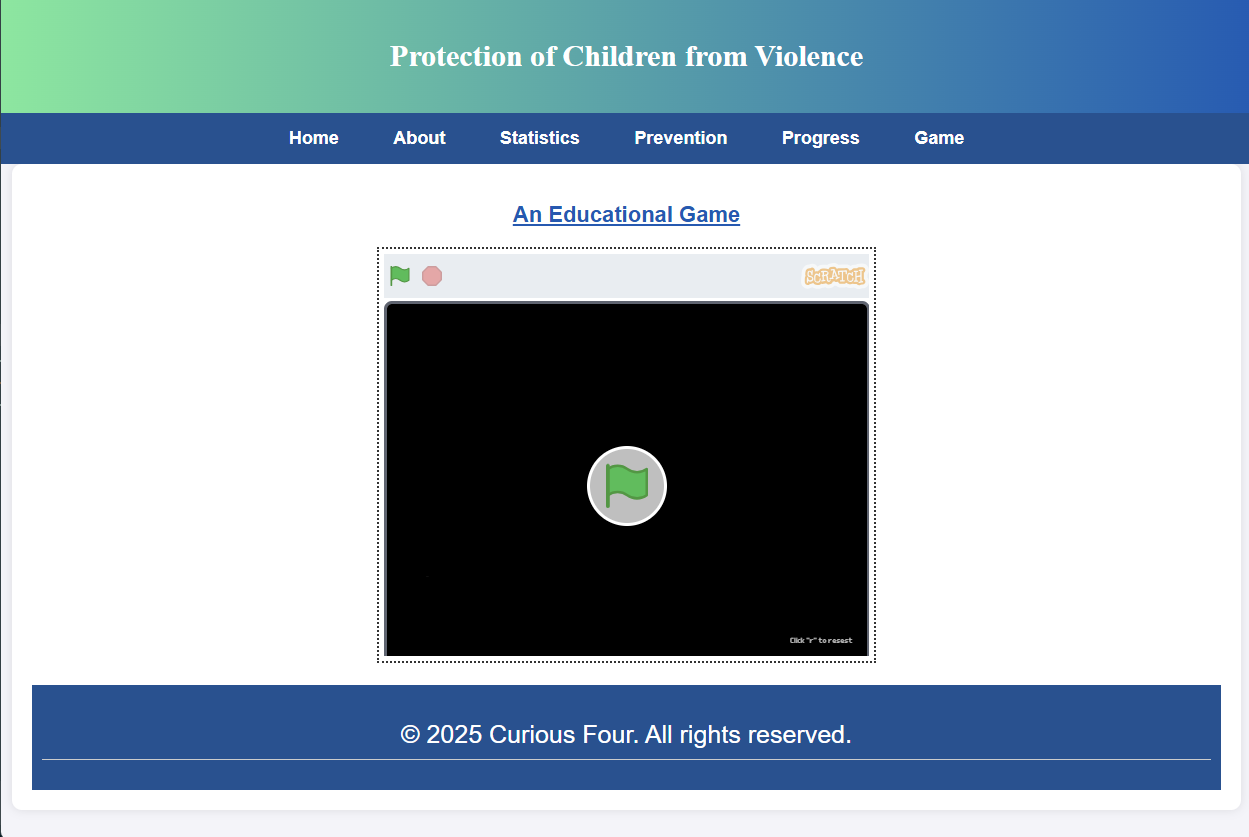 Protection of Children from Violence
Home About Statistics Prevention Progress Game
An Educational Game
SCRATCH
Click "r" to resest
© 2025 Curious Four. All rights reserved.